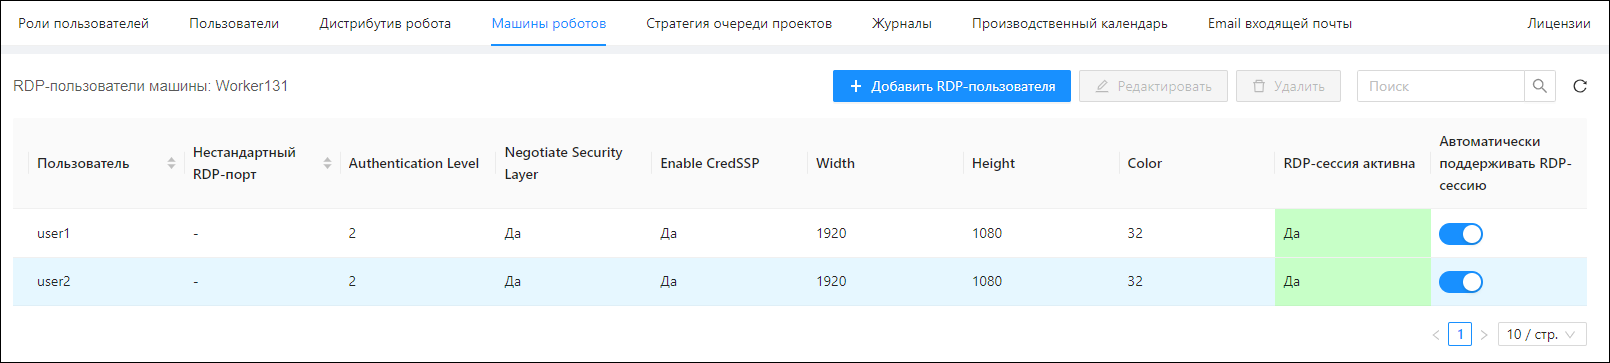 Роли пользователей Пользователи Дистрибутив робота Машины роботов Стратегия очереди проектов Журналы Производственный календарь Email входящей почты Лицензии
RDP-пользователи машины: Worker131 + Добавить RDP-пользователя Редактировать Удалить Поиск
Пользователь Нестандартный RDP-порт Authentication Level Negotiate Security Layer Enable CredSSP Width Height Color RDP-сессия активна Автоматически поддерживать RDP-сессию
user1 - 2 Да Да 1920 1080 32 Да
user2 - 2 Да Да 1920 1080 32 Да
< 1 > 10 / стр.